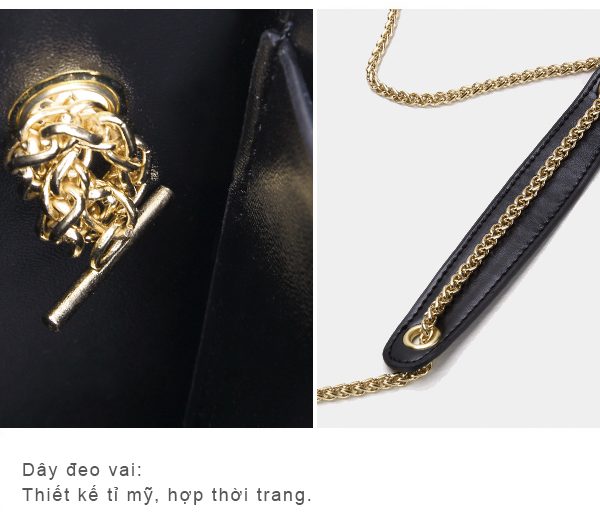 Dây đeo vai:
Thiết kế tỉ mỹ, hợp thời trang.